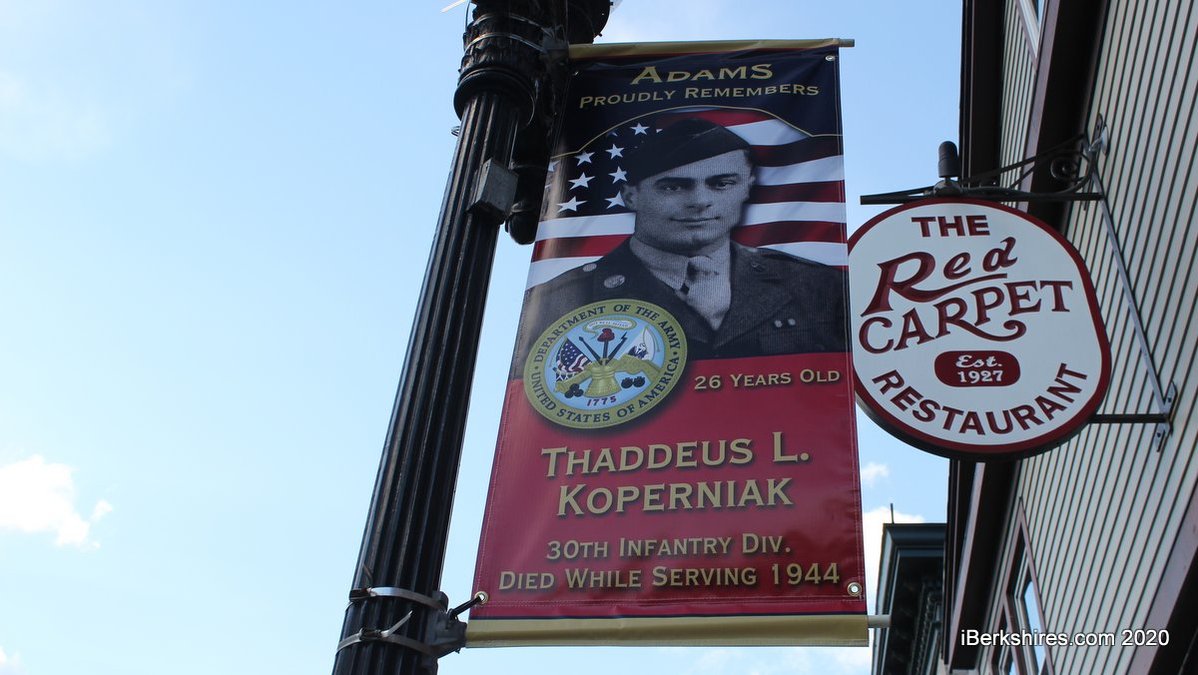 ADAMS
PROUDLY REMEMBERS
DEPARTMENT OF THE ARMY
UNITED STATES OF AMERICA
1775
26 YEARS OLD
THADDEUS L.
KOPERNIAK
30TH INFANTRY DIV.
DIED WHILE SERVING 1944
THE
Red
CARPET
Est.
1927
RESTAURANT
iBerkshires.com 2020